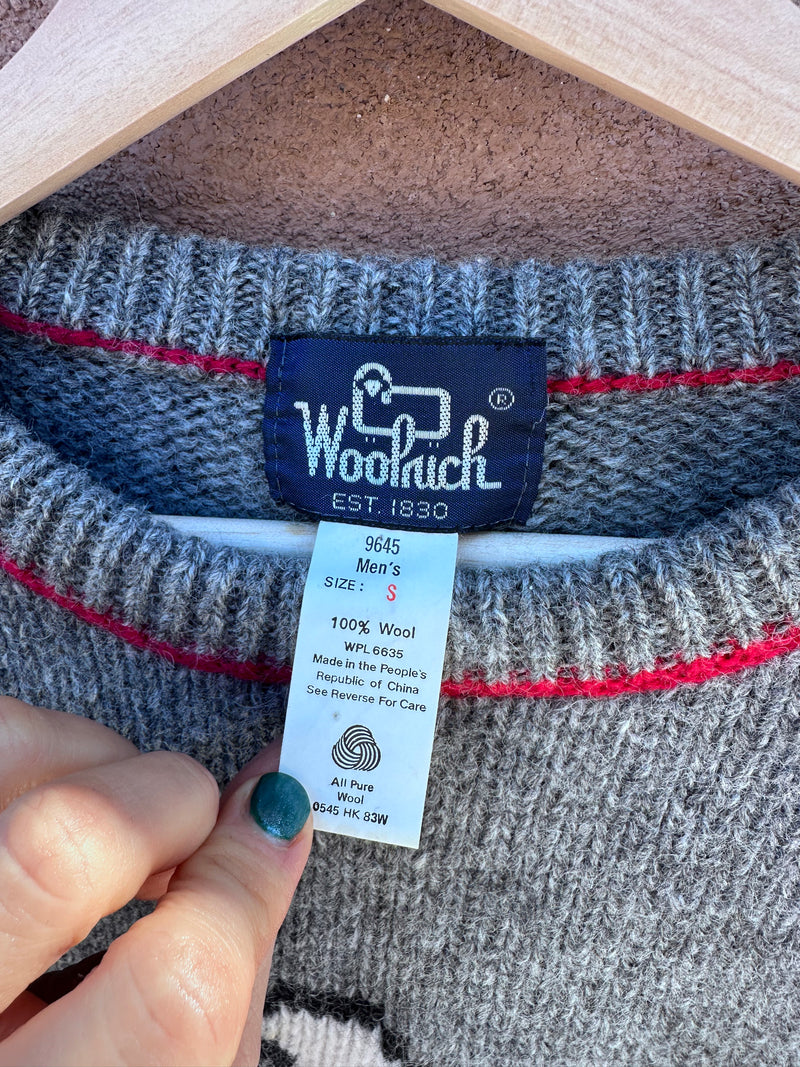 Woolrich®
EST. 1830
9645
Men's
SIZE: S
100% Wool
WPL 6635
Made in the People's
Republic of China
See Reverse For Care
All Pure
Wool
0545 HK 83W